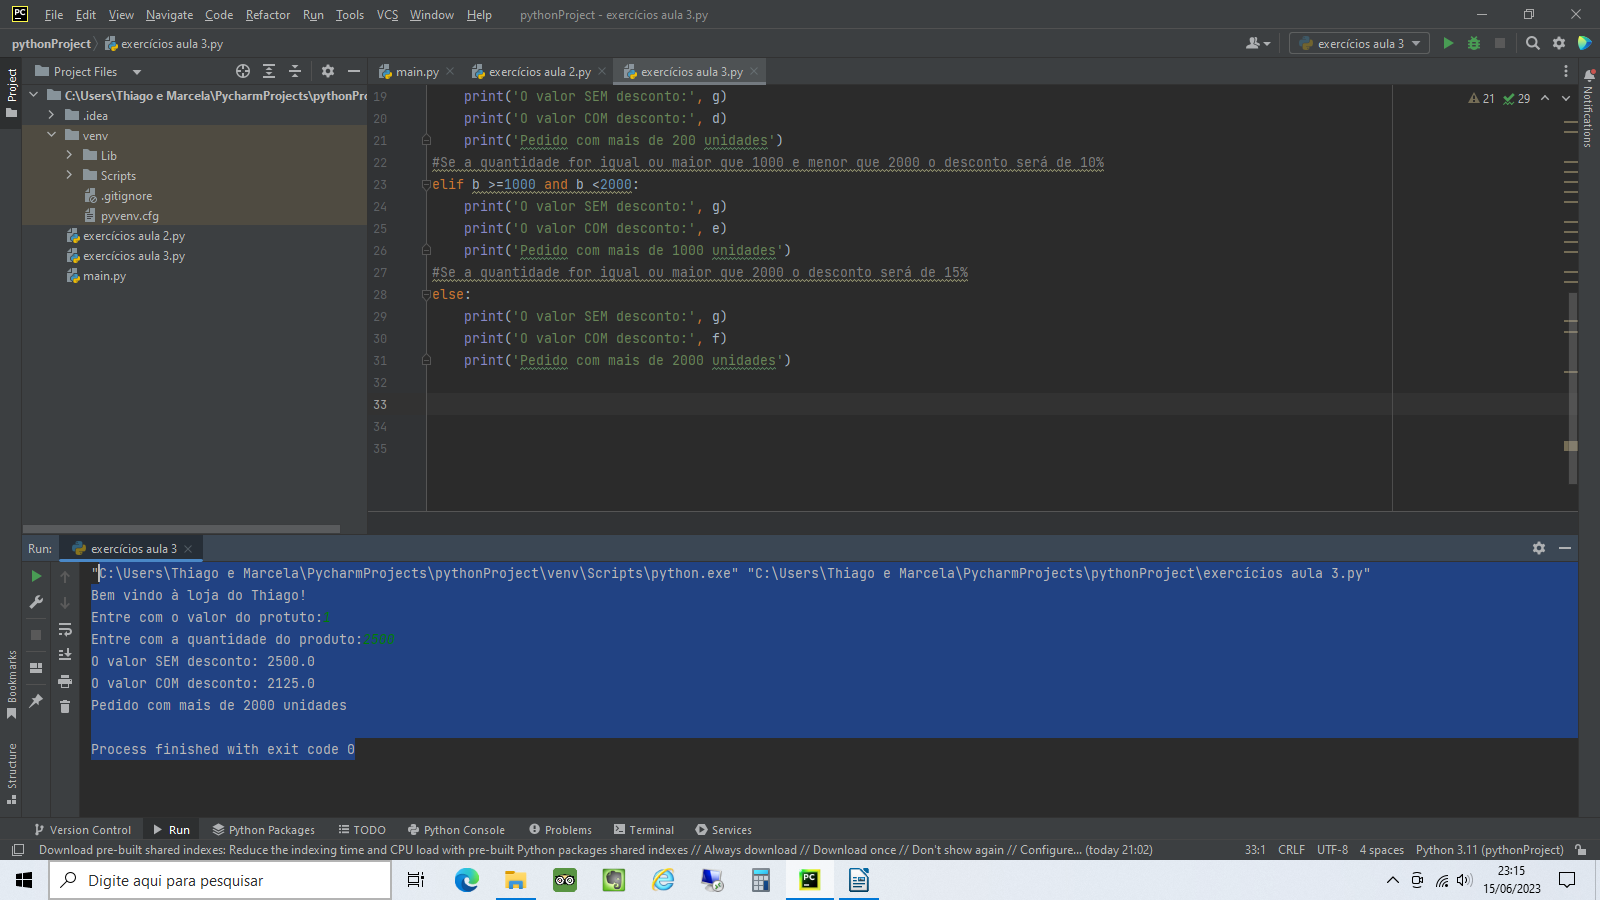 PC File Edit View Navigate Code Refactor Run Tools VCS Window Help pythonProject - exercícios aula 3.py
pythonProject exercícios aula 3.py exercícios aula 3
Project Files main.py exercícios aula 2.py exercícios aula 3.py
Project
Notifications
C:\Users\Thiago e Marcela\PycharmProjects\pythonPr
.idea
venv
Lib
Scripts
.gitignore
pyvenv.cfg
exercícios aula 2.py
exercícios aula 3.py
main.py
21 29
19 print('O valor SEM desconto:', g)
20 print('O valor COM desconto:', d)
21 print('Pedido com mais de 200 unidades')
22 #Se a quantidade for igual ou maior que 1000 e menor que 2000 o desconto será de 10%
23 elif b >=1000 and b <2000:
24 print('O valor SEM desconto:', g)
25 print('O valor COM desconto:', e)
26 print('Pedido com mais de 1000 unidades')
27 #Se a quantidade for igual ou maior que 2000 o desconto será de 15%
28 else:
29 print('O valor SEM desconto:', g)
30 print('O valor COM desconto:', f)
31 print('Pedido com mais de 2000 unidades')
32
33
34
35
Run: exercícios aula 3
"C:\Users\Thiago e Marcela\PycharmProjects\pythonProject\venv\Scripts\python.exe" "C:\Users\Thiago e Marcela\PycharmProjects\pythonProject\exercícios aula 3.py"
Bem vindo à loja do Thiago!
Entre com o valor do protuto:1
Entre com a quantidade do produto:2500
O valor SEM desconto: 2500.0
O valor COM desconto: 2125.0
Pedido com mais de 2000 unidades
Process finished with exit code 0
Bookmarks
Structure
Version Control Run Python Packages TODO Python Console Problems Terminal Services
Download pre-built shared indexes: Reduce the indexing time and CPU load with pre-built Python packages shared indexes // Always download // Download once // Don't show again // Configure... (today 21:02) 33:1 CRLF UTF-8 4 spaces Python 3.11 (pythonProject)
Digite aqui para pesquisar PC 23:15
15/06/2023